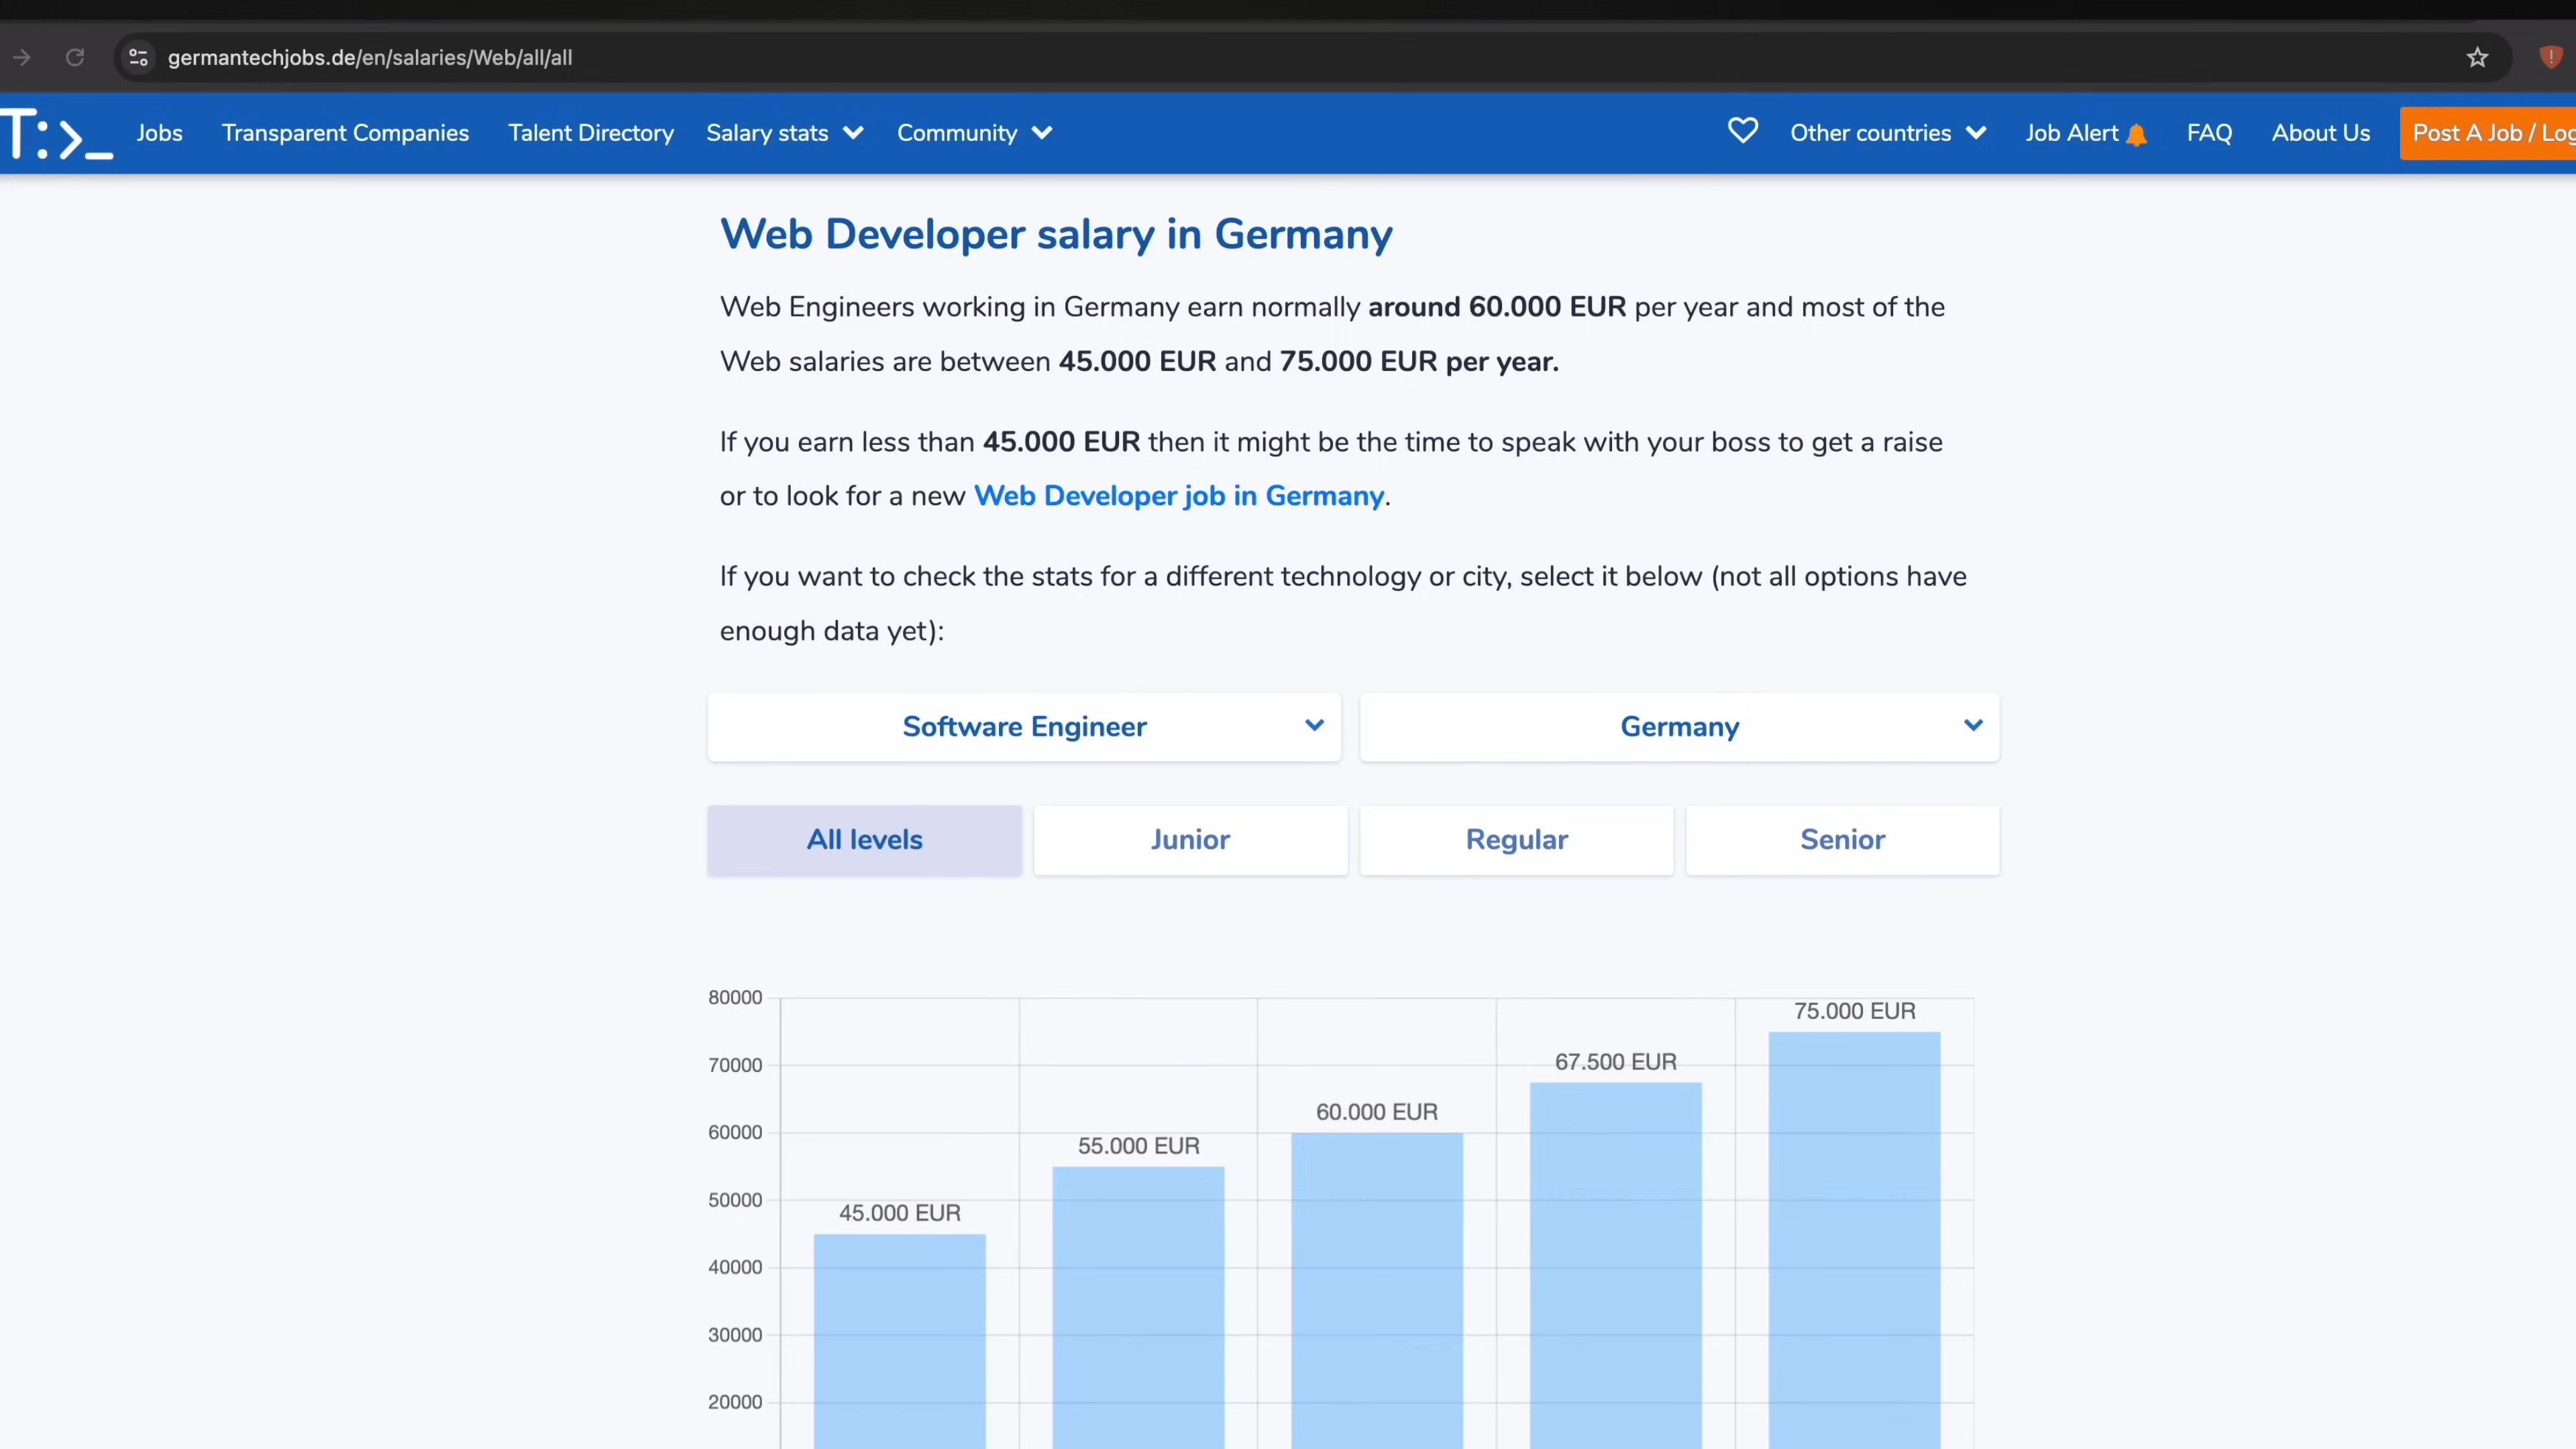 germantechjobs.de/en/salaries/Web/all/all
T:>_ Jobs Transparent Companies Talent Directory Salary stats Community Other countries Job Alert FAQ About Us Post A Job / Log
Web Developer salary in Germany
Web Engineers working in Germany earn normally around 60.000 EUR per year and most of the
Web salaries are between 45.000 EUR and 75.000 EUR per year.
If you earn less than 45.000 EUR then it might be the time to speak with your boss to get a raise
or to look for a new Web Developer job in Germany.
If you want to check the stats for a different technology or city, select it below (not all options have
enough data yet):
Software Engineer Germany
All levels Junior Regular Senior
80000
75.000 EUR
70000
67.500 EUR
60.000 EUR
60000
55.000 EUR
50000
45.000 EUR
40000
30000
20000